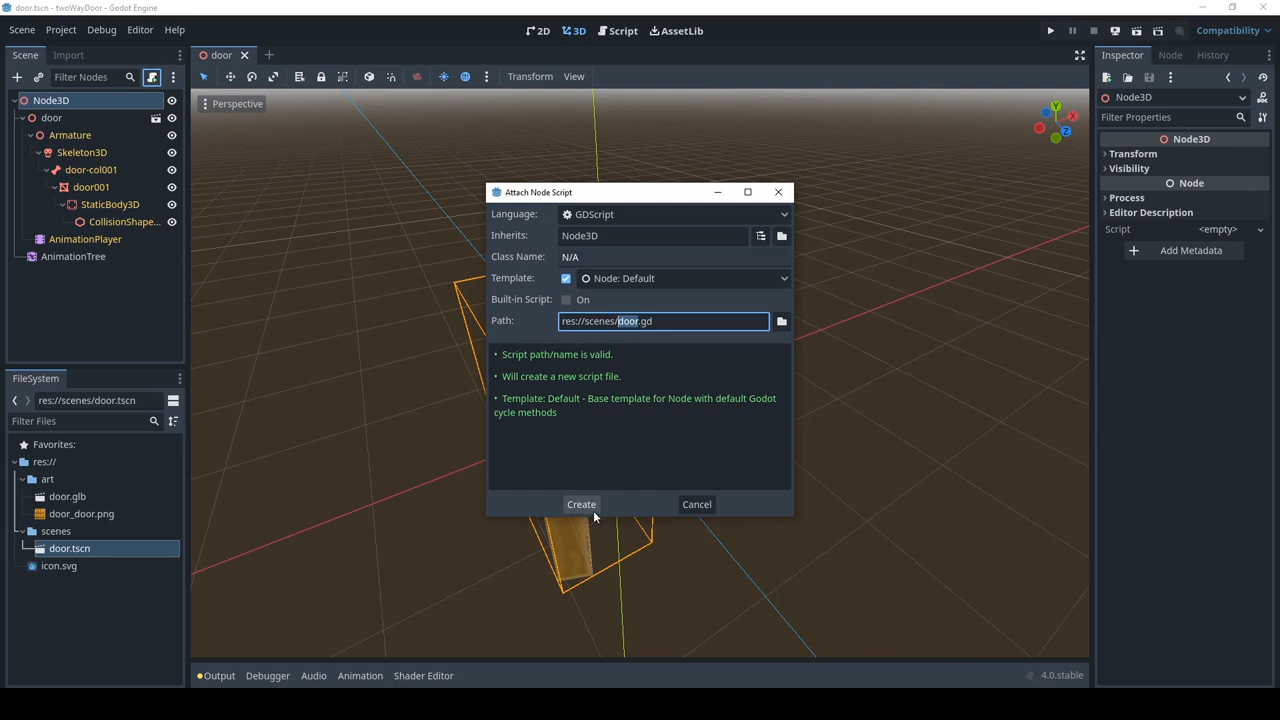 door.tscn - twoWayDoor - Godot Engine
Scene Project Debug Editor Help
2D 3D Script AssetLib
Compatibility
Scene Import
door
Inspector Node History
Filter Nodes
Transform View
Node3D
door
Armature
Skeleton3D
door-col001
door001
StaticBody3D
CollisionShape...
AnimationPlayer
AnimationTree
Perspective
Y
X
Z
Attach Node Script
Language: GDScript
Inherits: Node3D
Class Name: N/A
Template: Node: Default
Built-in Script: On
Path: res://scenes/door.gd
• Script path/name is valid.
• Will create a new script file.
• Template: Default - Base template for Node with default Godot
cycle methods
Create Cancel
FileSystem
res://scenes/door.tscn
Filter Files
Favorites:
res://
art
door.glb
door_door.png
scenes
door.tscn
icon.svg
Node3D
Filter Properties
Node3D
Transform
Visibility
Node
Process
Editor Description
Script <empty>
Add Metadata
Output Debugger Audio Animation Shader Editor
4.0.stable